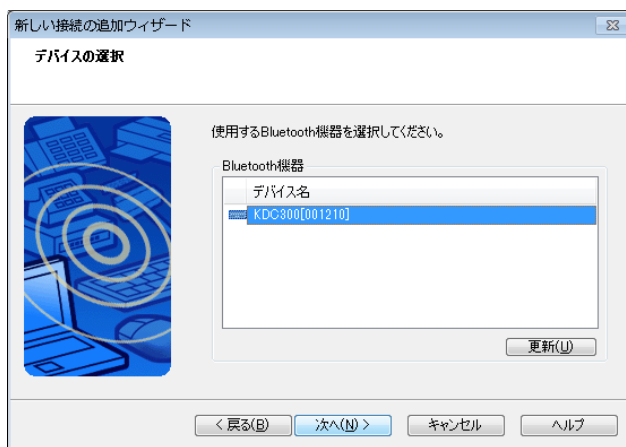 新しい接続の追加ウィザード
デバイスの選択
使用するBluetooth機器を選択してください。
Bluetooth機器
デバイス名
KDC300[001210]
更新(U)
< 戻る(B) 次へ(N) > キャンセル ヘルプ